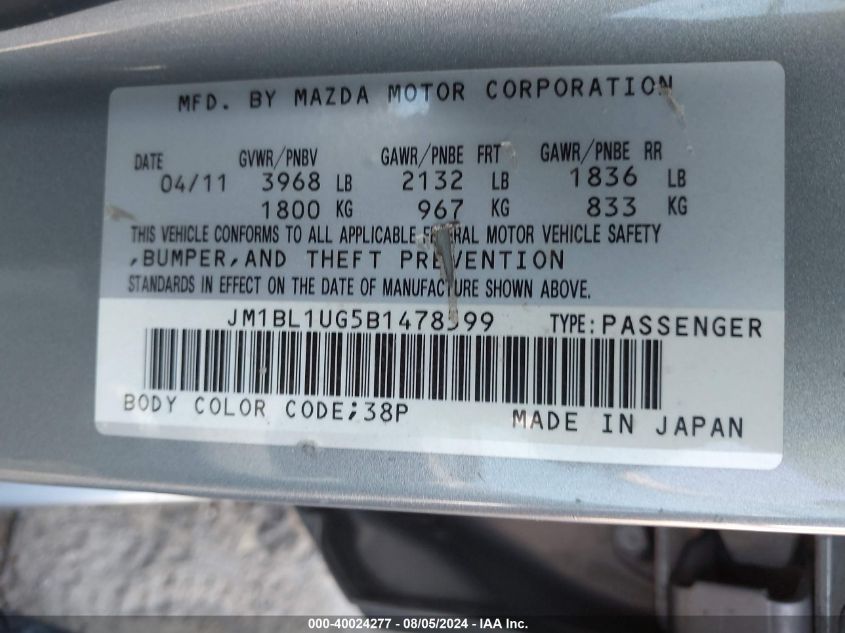 MFD. BY MAZDA MOTOR CORPORATION
DATE GVWR/PNBV GAWR/PNBE FRT GAWR/PNBE RR
04/11 3968 LB 2132 LB 1836 LB
1800 KG 967 KG 833 KG
THIS VEHICLE CONFORMS TO ALL APPLICABLE FEDERAL MOTOR VEHICLE SAFETY
,BUMPER,AND THEFT PREVENTION
STANDARDS IN EFFECT ON THE DATE OF MANUFACTURE SHOWN ABOVE.
JM1BL1UG5B1478599 TYPE:PASSENGER
BODY COLOR CODE;38P MADE IN JAPAN
000-40024277 - 08/05/2024 - IAA Inc.